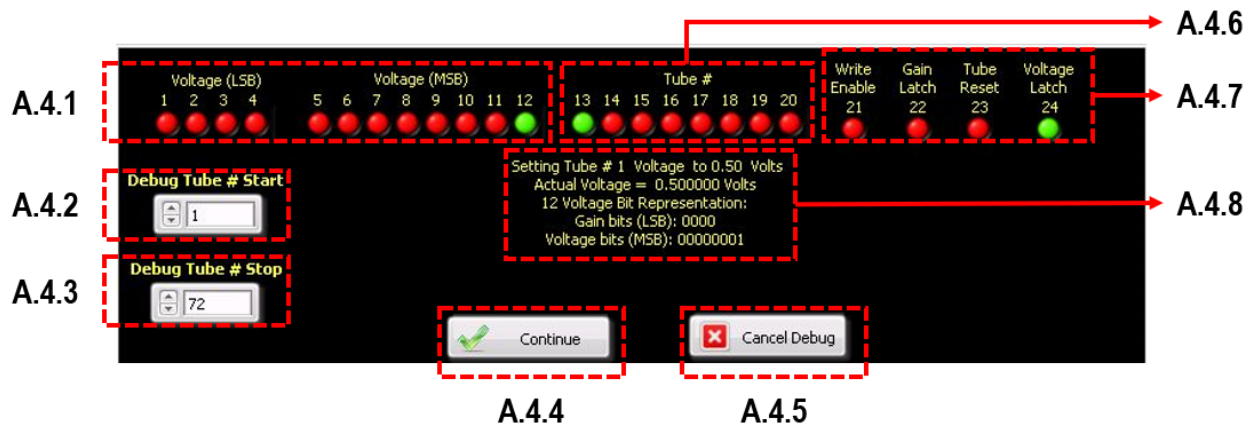 A.4.6
Voltage (LSB) Voltage (MSB) Tube # Write Enable Gain Latch Tube Reset Voltage Latch
1 2 3 4 5 6 7 8 9 10 11 12 13 14 15 16 17 18 19 20 21 22 23 24
A.4.1
A.4.7
Setting Tube # 1 Voltage to 0.50 Volts
Actual Voltage = 0.500000 Volts
12 Voltage Bit Representation:
Gain bits (LSB): 0000
Voltage bits (MSB): 00000001
A.4.8
Debug Tube # Start
A.4.2
1
Debug Tube # Stop
A.4.3
72
Continue
Cancel Debug
A.4.4
A.4.5